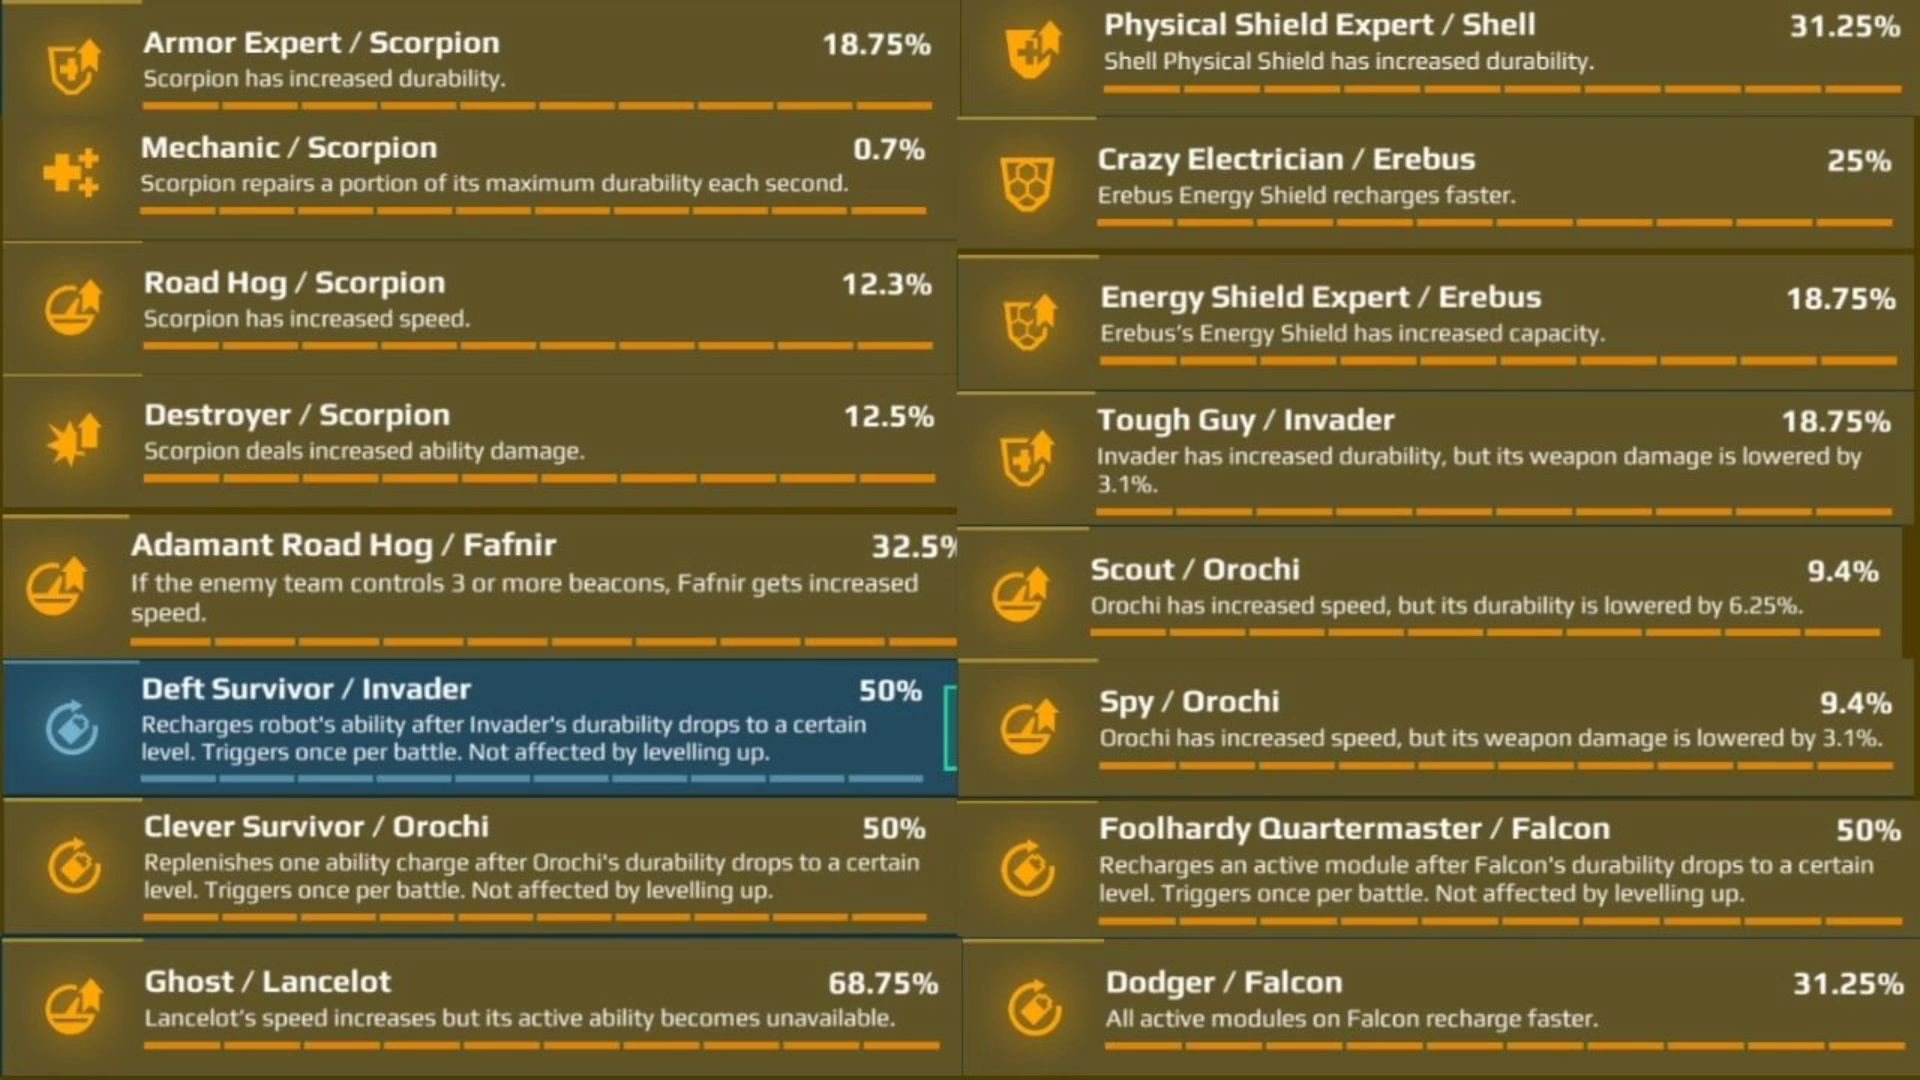 Armor Expert / Scorpion 18.75%
Scorpion has increased durability.
Mechanic / Scorpion 0.7%
Scorpion repairs a portion of its maximum durability each second.
Road Hog / Scorpion 12.3%
Scorpion has increased speed.
Destroyer / Scorpion 12.5%
Scorpion deals increased ability damage.
Adamant Road Hog / Fafnir 32.5%
If the enemy team controls 3 or more beacons, Fafnir gets increased
speed.
Deft Survivor / Invader 50%
Recharges robot's ability after Invader's durability drops to a certain
level. Triggers once per battle. Not affected by levelling up.
Clever Survivor / Orochi 50%
Replenishes one ability charge after Orochi's durability drops to a certain
level. Triggers once per battle. Not affected by levelling up.
Ghost / Lancelot 68.75%
Lancelot's speed increases but its active ability becomes unavailable.
Physical Shield Expert / Shell 31.25%
Shell Physical Shield has increased durability.
Crazy Electrician / Erebus 25%
Erebus Energy Shield recharges faster.
Energy Shield Expert / Erebus 18.75%
Erebus's Energy Shield has increased capacity.
Tough Guy / Invader 18.75%
Invader has increased durability, but its weapon damage is lowered by
3.1%.
Scout / Orochi 9.4%
Orochi has increased speed, but its durability is lowered by 6.25%.
Spy / Orochi 9.4%
Orochi has increased speed, but its weapon damage is lowered by 3.1%.
Foolhardy Quartermaster / Falcon 50%
Recharges an active module after Falcon's durability drops to a certain
level. Triggers once per battle. Not affected by levelling up.
Dodger / Falcon 31.25%
All active modules on Falcon recharge faster.